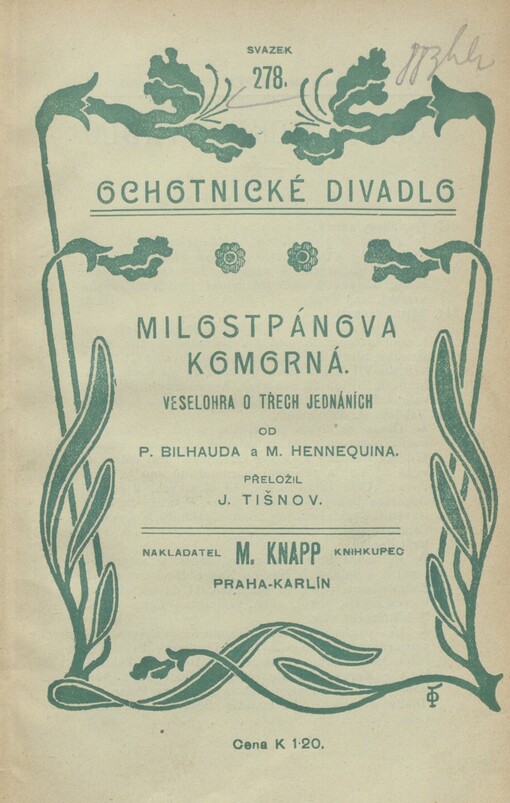 SVAZEK
278.
OCHOTNICKÉ DIVADLO
MILOSTPÁNOVA
KOMORNÁ.
VESELOHRA O TŘECH JEDNÁNÍCH
OD
P. BILHAUDA a M. HENNEQUINA.
PŘELOŽIL
J. TIŠNOV.
NAKLADATEL M. KNAPP KNIHKUPEC
PRAHA-KARLÍN
Cena K 1·20.